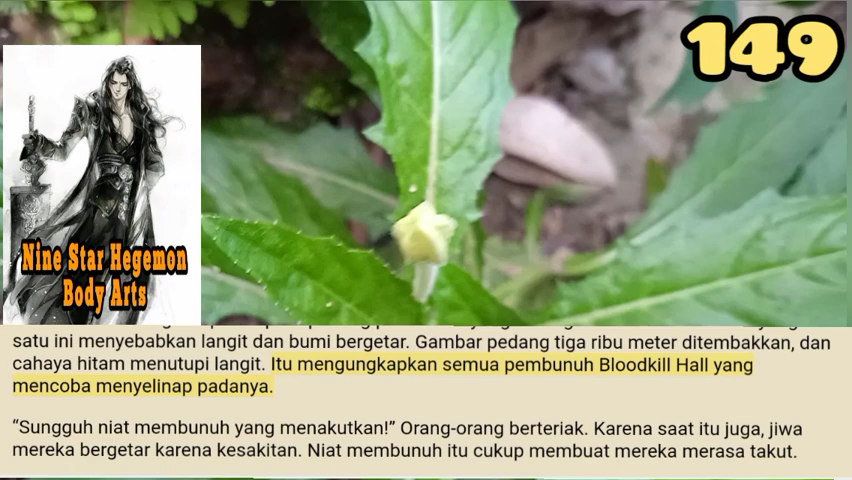 149
Nine Star Hegemon
Body Arts
satu ini menyebabkan langit dan bumi bergetar. Gambar pedang tiga ribu meter ditembakkan, dan
cahaya hitam menutupi langit. Itu mengungkapkan semua pembunuh Bloodkill Hall yang
mencoba menyelinap padanya.
“Sungguh niat membunuh yang menakutkan!” Orang-orang berteriak. Karena saat itu juga, jiwa
mereka bergetar karena kesakitan. Niat membunuh itu cukup membuat mereka merasa takut.